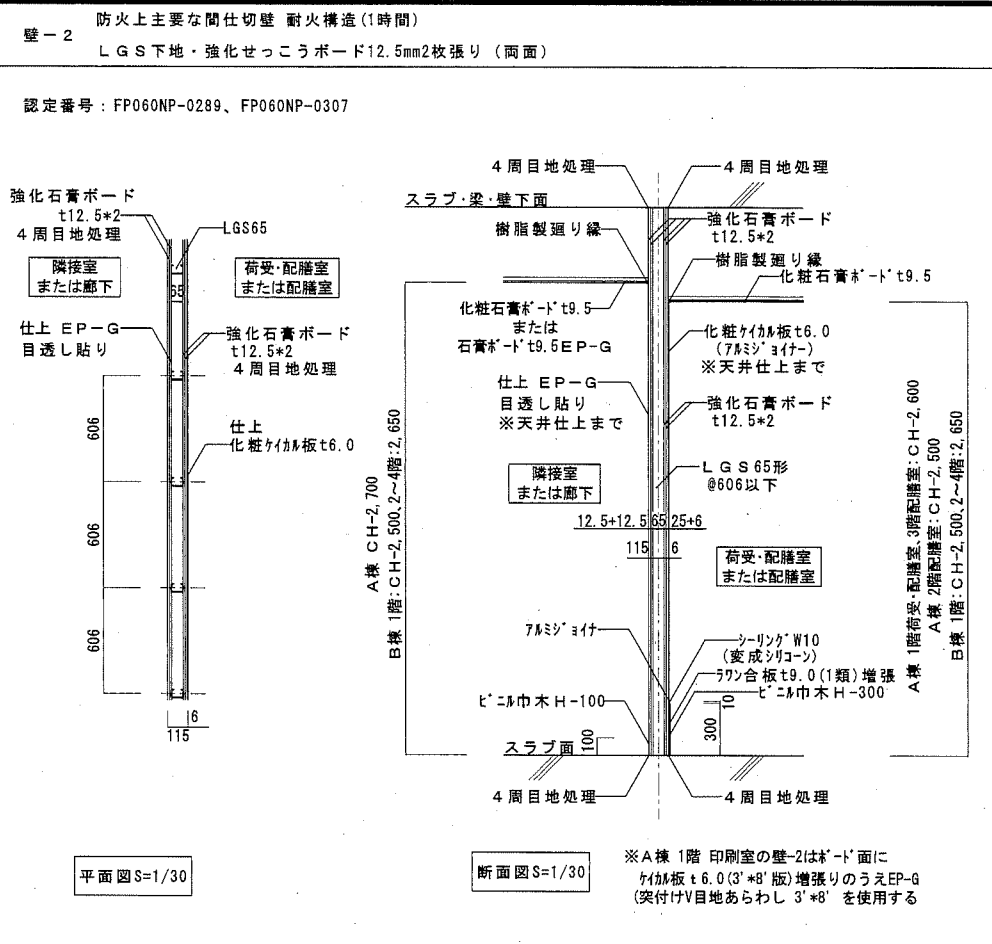 壁－2
防火上主要な間仕切壁 耐火構造(1時間)
ＬＧＳ下地・強化せっこうボード12.5mm2枚張り（両面）
認定番号：FP060NP-0289、FP060NP-0307
強化石膏ボード
t12.5*2
4周目地処理
LGS65
隣接室
または廊下
65
荷受・配膳室
または配膳室
仕上 EP－G
目透し貼り
強化石膏ボード
t12.5*2
4周目地処理
606
仕上
化粧ｹｲｶﾙ板t6.0
606
606
6
115
平面図S=1/30
4周目地処理
4周目地処理
スラブ・梁・壁下面
強化石膏ボード
t12.5*2
樹脂製廻り縁
樹脂製廻り縁
化粧石膏ﾎﾞｰﾄﾞt9.5
化粧石膏ﾎﾞｰﾄﾞt9.5
または
石膏ﾎﾞｰﾄﾞt9.5EP－G
化粧ケイカル板t6.0
(ｱﾙﾐｼﾞｮｲﾅｰ)
※天井仕上まで
仕上 EP－G
目透し貼り
※天井仕上まで
強化石膏ボード
t12.5*2
ＬＧＳ65形
@606以下
隣接室
または廊下
12.5+12.5
65
25+6
115
6
荷受・配膳室
または配膳室
A棟 CH-2,700
B棟 1階:CH-2,500、2～4階:2,650
A棟 1階荷受・配膳室、3階配膳室:CH-2,600
A棟 2階配膳室:CH-2,500
B棟 1階:CH-2,500、2～4階:2,650
ｱﾙﾐｼﾞｮｲﾅｰ
ｼｰﾘﾝｸﾞW10
(変成ｼﾘｺｰﾝ)
ﾗﾜﾝ合板t9.0(1類)増張
ﾋﾞﾆﾙ巾木H-100
ﾋﾞﾆﾙ巾木H-300
10
300
100
スラブ面
4周目地処理
4周目地処理
断面図S=1/30
※A棟 1階 印刷室の壁-2はﾎﾞｰﾄﾞ面に
ｹｲｶﾙ板ｔ6.0(3'*8'版)増張りのうえEP-G
(突付けV目地あらわし 3'*8' を使用する